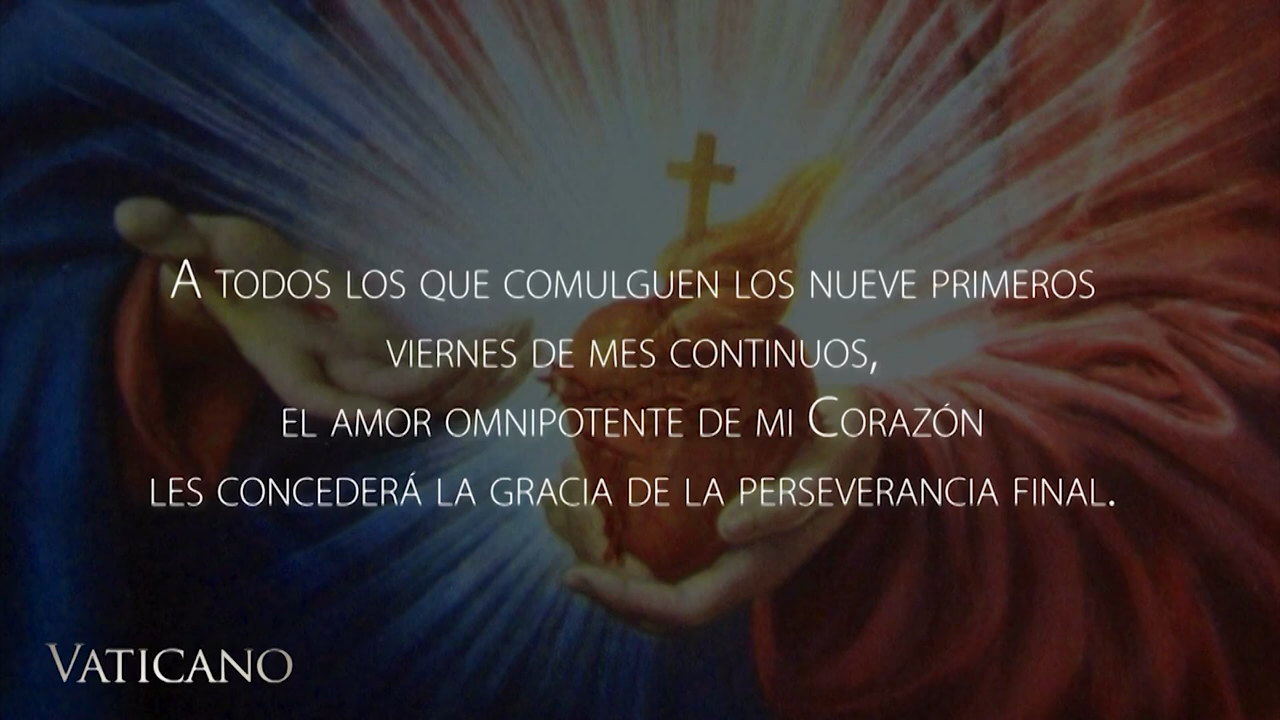 A TODOS LOS QUE COMULGUEN LOS NUEVE PRIMEROS
VIERNES DE MES CONTINUOS,
EL AMOR OMNIPOTENTE DE MI CORAZÓN
LES CONCEDERÁ LA GRACIA DE LA PERSEVERANCIA FINAL.
VATICANO